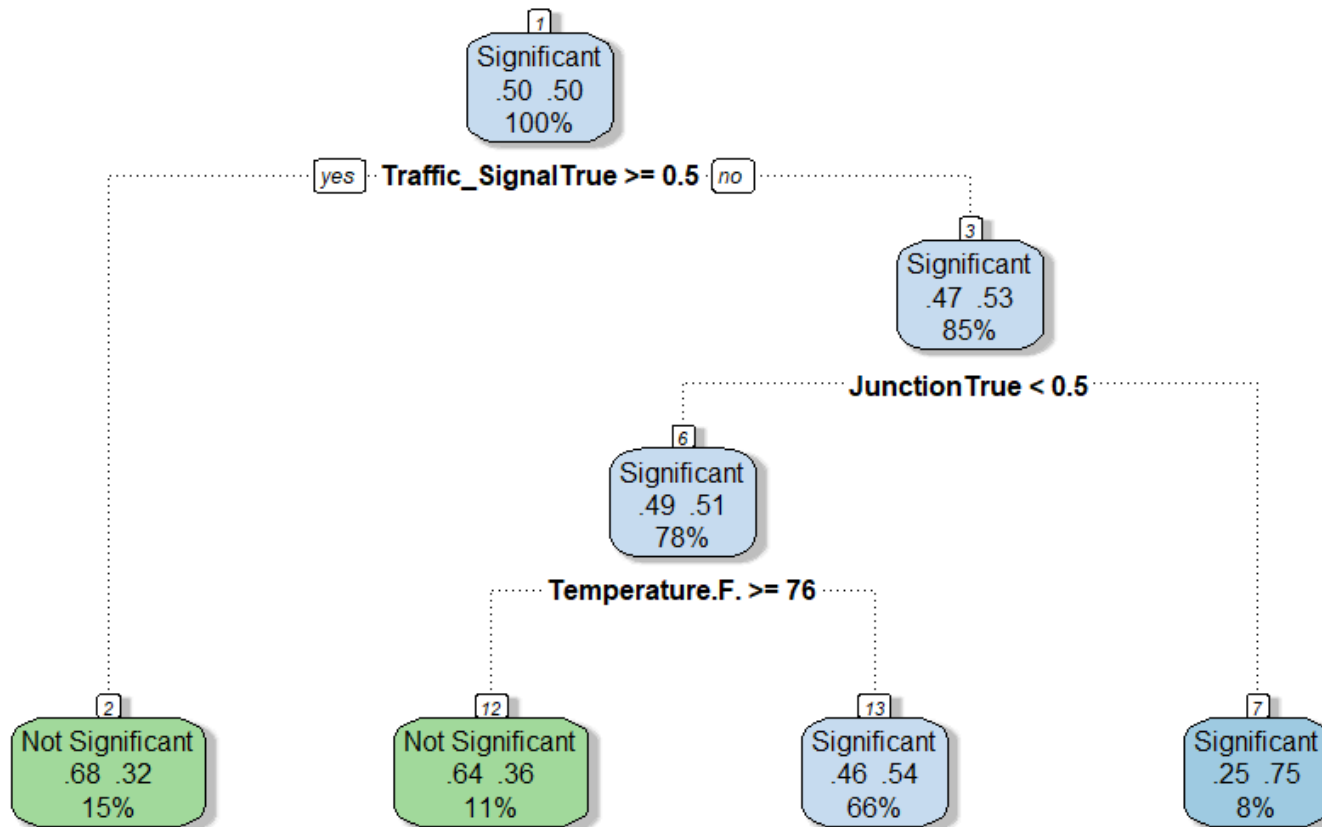 1
Significant
.50 .50
100%
yes Traffic_SignalTrue >= 0.5 no
3
Significant
.47 .53
85%
JunctionTrue < 0.5
6
Significant
.49 .51
78%
Temperature.F. >= 76
2
Not Significant
.68 .32
15%
12
Not Significant
.64 .36
11%
13
Significant
.46 .54
66%
7
Significant
.25 .75
8%